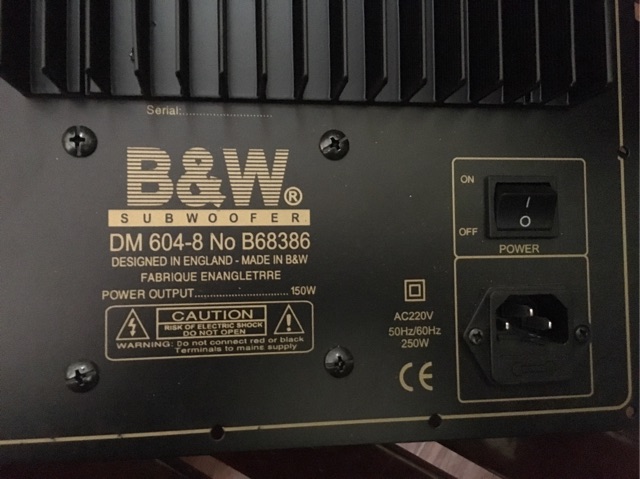 Serial:..........................
B&W®
SUBWOOFER
DM 604-8 No B68386
DESIGNED IN ENGLAND - MADE IN B&W
FABRIQUE ENANGLETRRE
POWER OUTPUT.............................. 150W
CAUTION
RISK OF ELECTRIC SHOCK
DO NOT OPEN
WARNING: Do not connect red or black
Terminals to mains supply
AC220V
50Hz/60Hz
250W
CE
ON
OFF
I
O
POWER